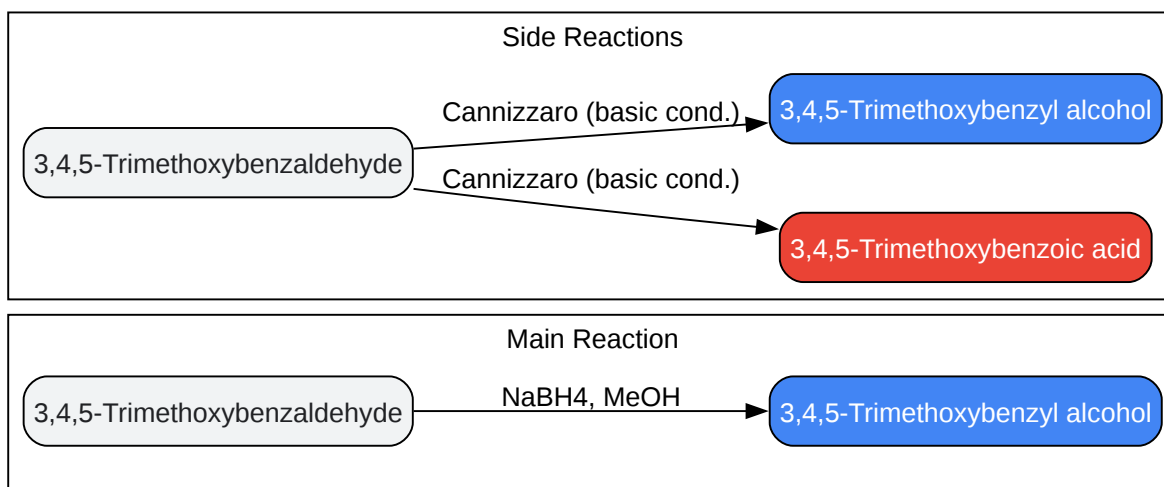 Side Reactions
Cannizzaro (basic cond.)
3,4,5-Trimethoxybenzyl alcohol
3,4,5-Trimethoxybenzaldehyde
Cannizzaro (basic cond.)
3,4,5-Trimethoxybenzoic acid
Main Reaction
3,4,5-Trimethoxybenzaldehyde
NaBH4, MeOH
3,4,5-Trimethoxybenzyl alcohol